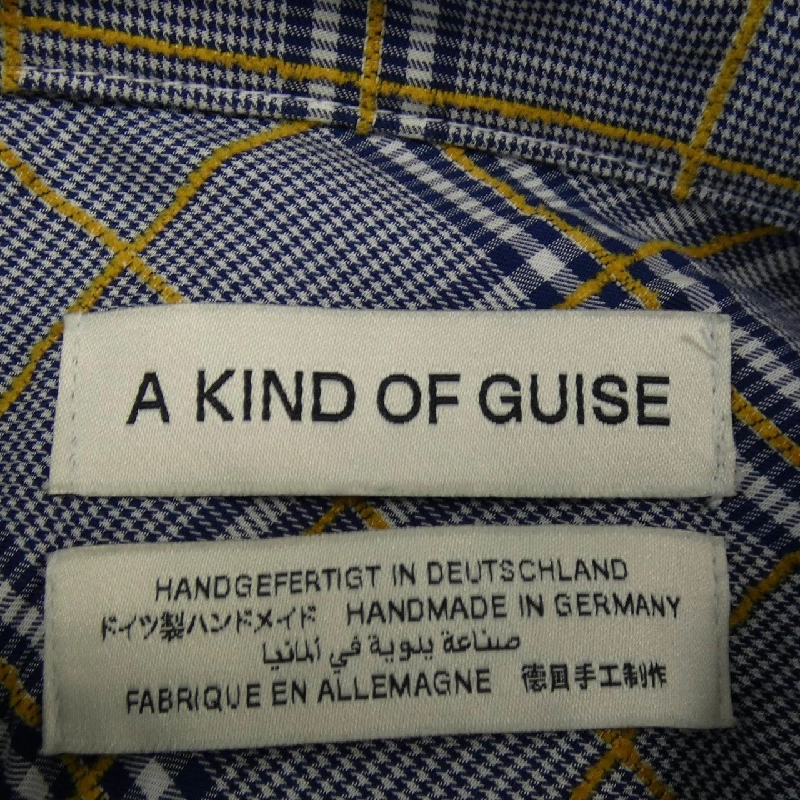 A KIND OF GUISE
HANDGEFERTIGT IN DEUTSCHLAND
ドイツ製ハンドメイド HANDMADE IN GERMANY
صناعة يدوية في ألمانيا
FABRIQUE EN ALLEMAGNE 德国手工制作